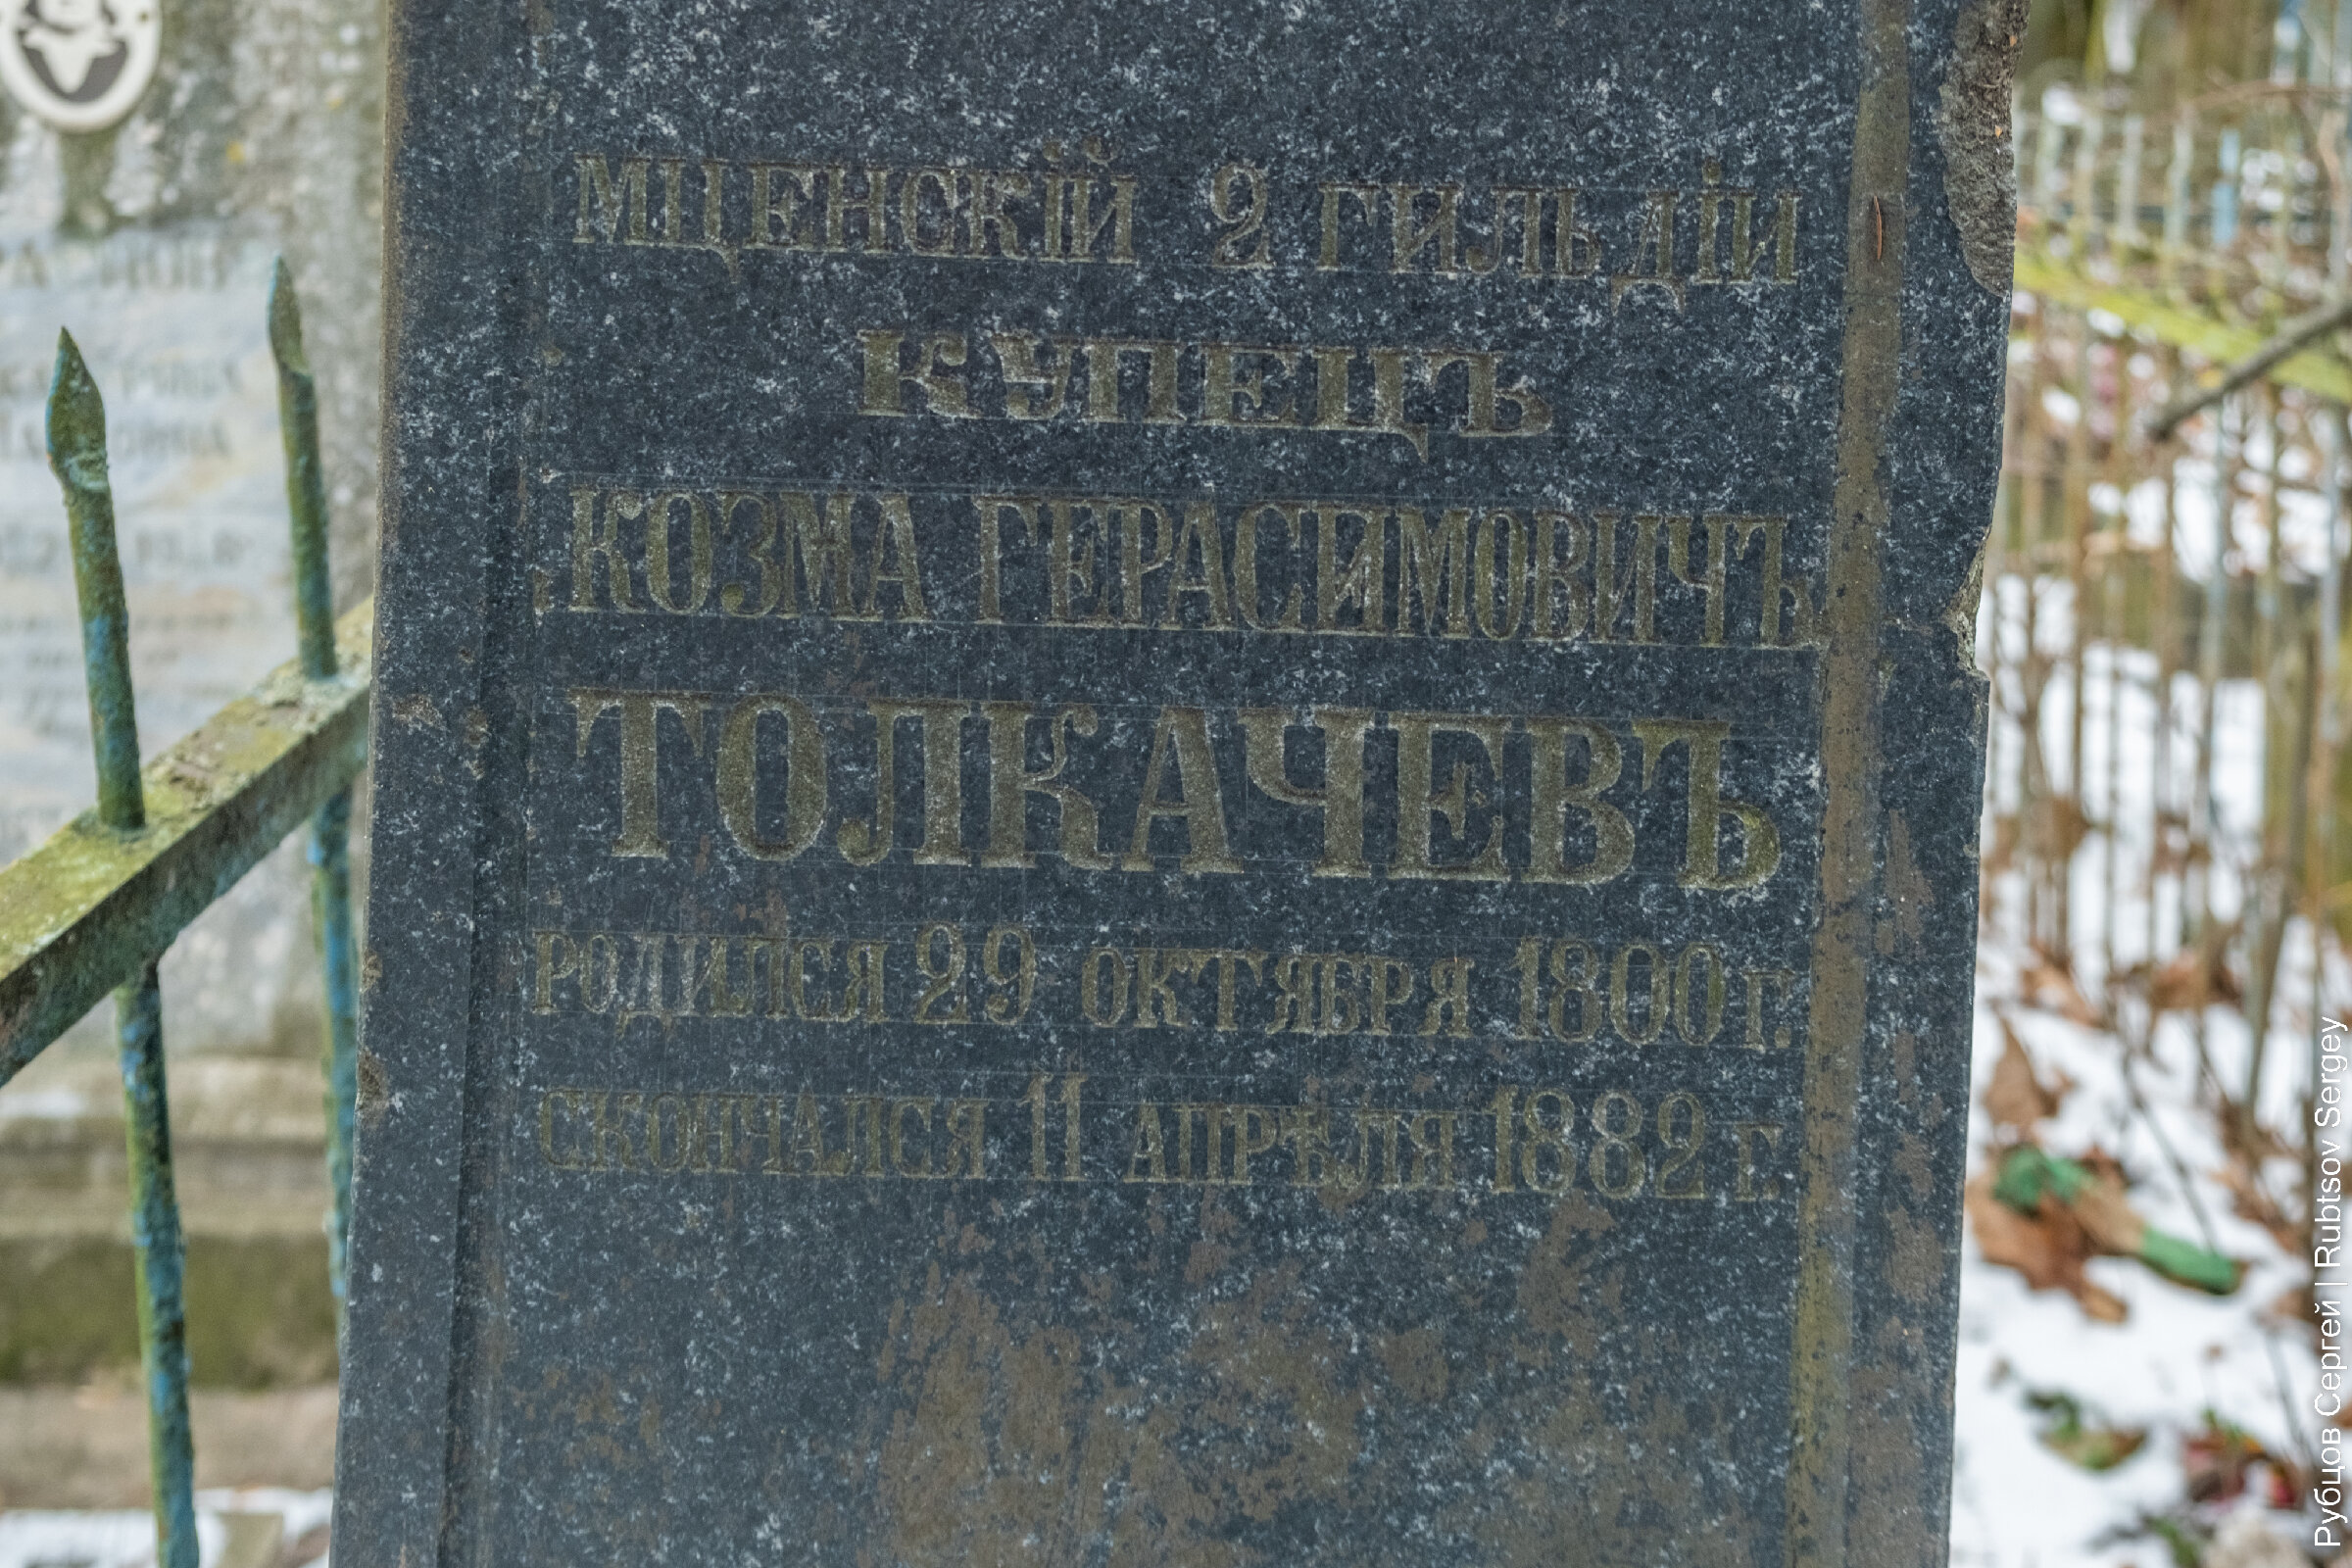 МЦЕНСКІЙ 2 ГИЛЬДІИ
КУПЕЦЪ
КОЗМА ГЕРАСИМОВИЧЪ
ТОЛКАЧЕВЪ
РОДИЛСЯ 29 ОКТЯБРЯ 1800 г.
СКОНЧАЛСЯ 11 АПРѢЛЯ 1882 г.
Рубцов Сергей | Rubtsov Sergey